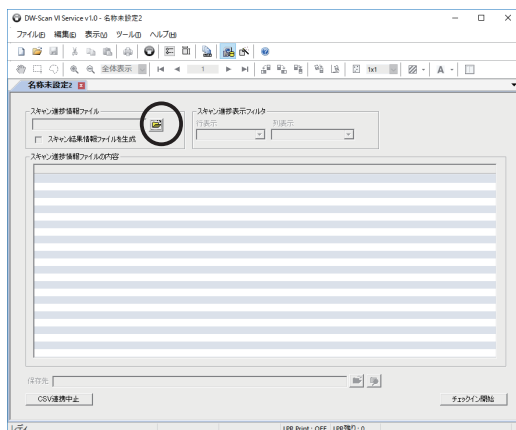 DW-Scan VI Service v1.0 - 名称未設定2
ファイル(F) 編集(E) 表示(V) ツール(T) ヘルプ(H)
全体表示 1 1x1 A
名称未設定2
スキャン進捗情報ファイル スキャン進捗表示フィルタ
行表示 列表示
スキャン結果情報ファイルを生成
スキャン進捗情報ファイルの内容
保存先
CSV連携中止 チェックイン開始
レディ LPR Print : OFF LPR残り : 0